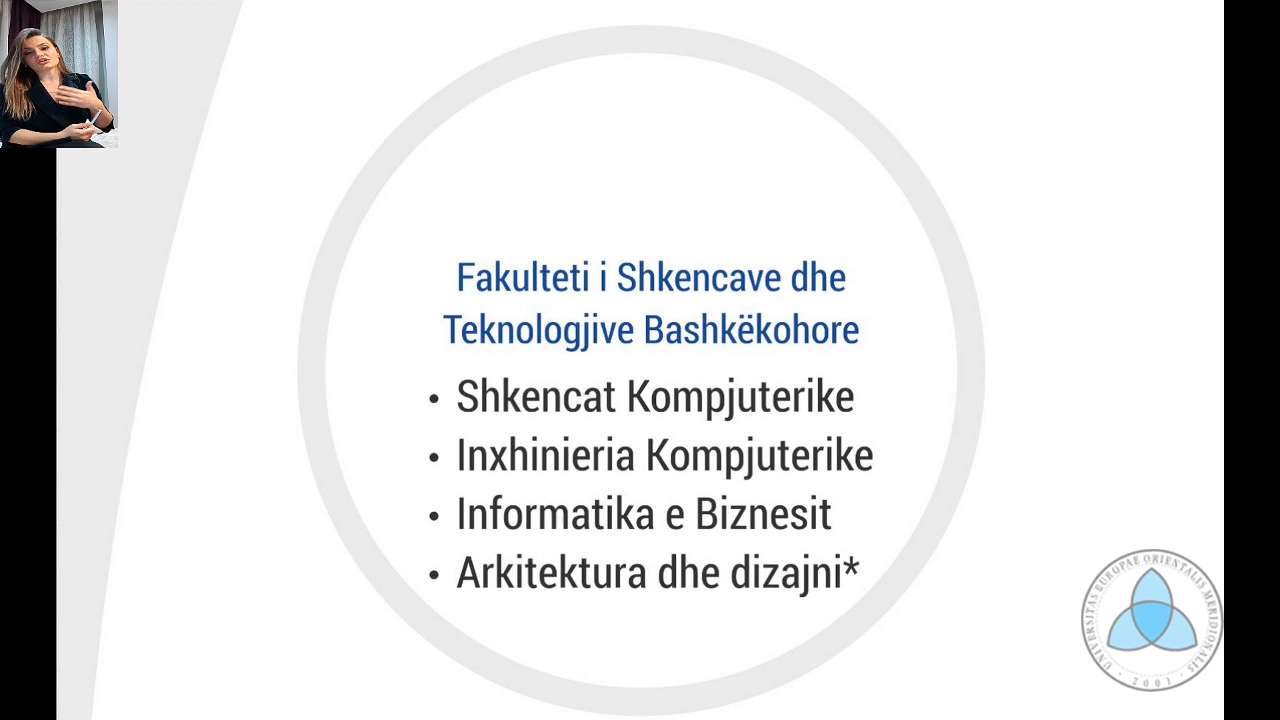 Fakulteti i Shkencave dhe
Teknologjive Bashkëkohore
• Shkencat Kompjuterike
• Inxhinieria Kompjuterike
• Informatika e Biznesit
• Arkitektura dhe dizajni*
UNIVERSITAS EUROPAE ORIENTALIS MERIDIONALIS
· 2001 ·